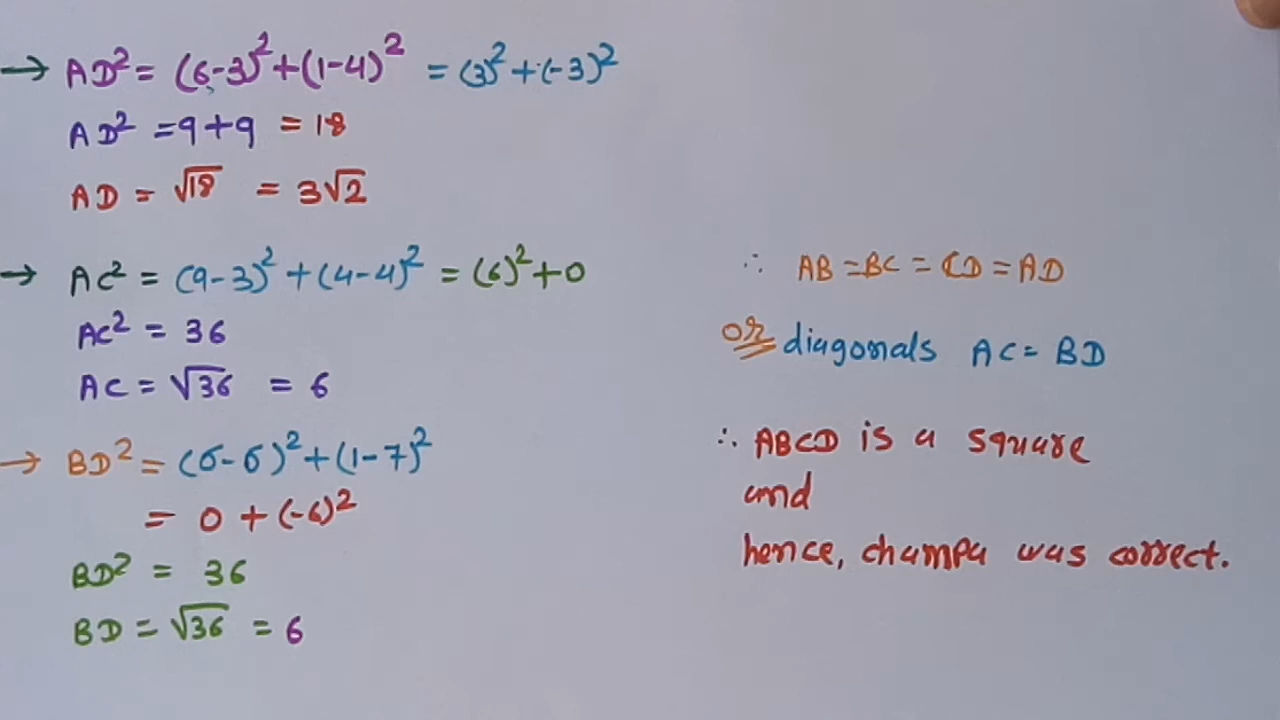 → AD² = (6-3)² + (1-4)² = (3)² + (-3)²
AD² = 9+9 = 18
AD = √18 = 3√2
→ AC² = (9-3)² + (4-4)² = (6)² + 0
AC² = 36
AC = √36 = 6
→ BD² = (6-6)² + (1-7)²
= 0 + (-6)²
BD² = 36
BD = √36 = 6
∴ AB = BC = CD = AD
or diagonals AC = BD
∴ ABCD is a square
and
hence, champa was correct.